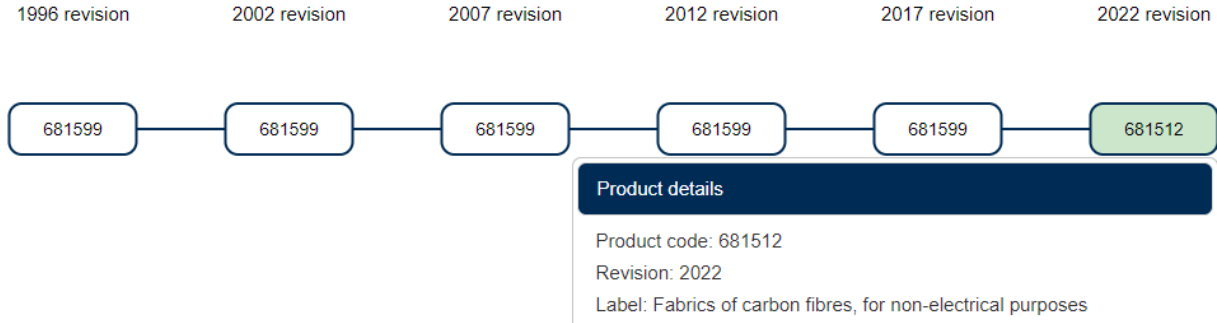 1996 revision 2002 revision 2007 revision 2012 revision 2017 revision 2022 revision
681599 681599 681599 681599 681599 681512
Product details
Product code: 681512
Revision: 2022
Label: Fabrics of carbon fibres, for non-electrical purposes